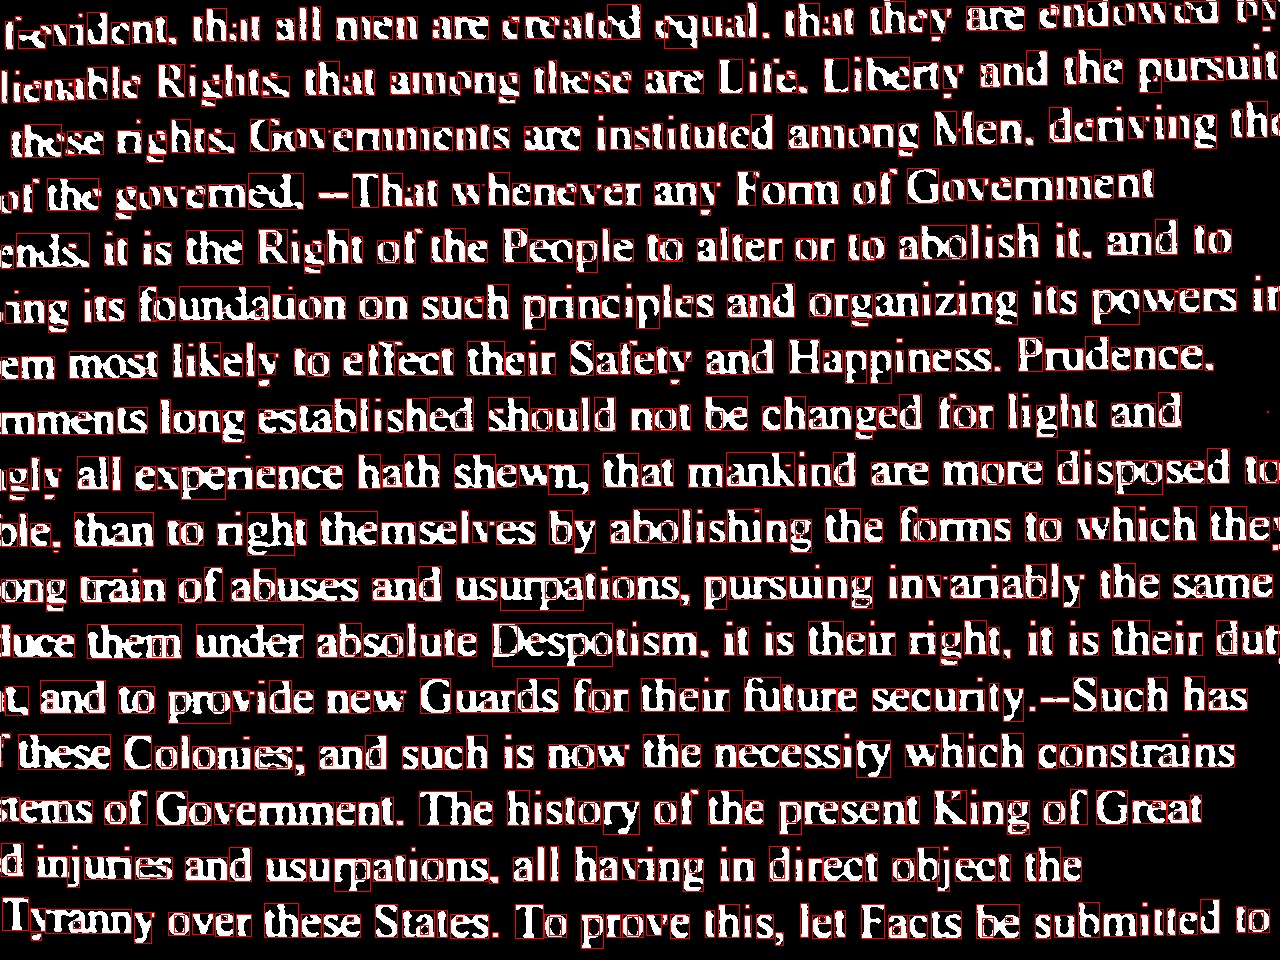 f-evident, that all men are created equal, that they are endowed by
lienable Rights, that among these are Life, Liberty and the pursuit
these rights, Governments are instituted among Men, deriving the
of the governed, —That whenever any Form of Government
ends, it is the Right of the People to alter or to abolish it, and to
ing its foundation on such principles and organizing its powers in
em most likely to effect their Safety and Happiness. Prudence,
rnments long established should not be changed for light and
ngly all experience hath shewn, that mankind are more disposed to
ble, than to right themselves by abolishing the forms to which they
ong train of abuses and usurpations, pursuing invariably the same
duce them under absolute Despotism, it is their right, it is their duty
t, and to provide new Guards for their future security.—Such has
f these Colonies; and such is now the necessity which constrains
stems of Government. The history of the present King of Great
d injuries and usurpations, all having in direct object the
Tyranny over these States. To prove this, let Facts be submitted to